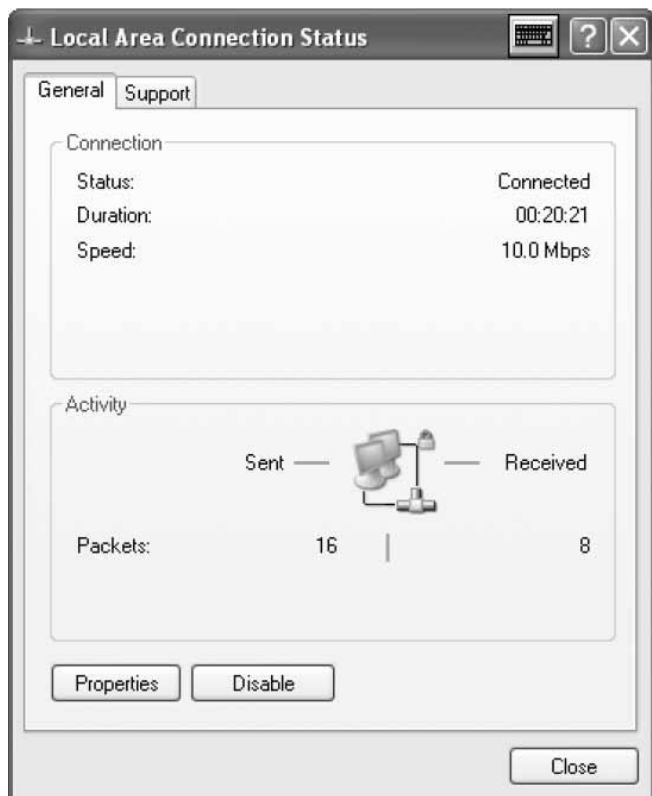 Local Area Connection Status
General Support
Connection
Status: Connected
Duration: 00:20:21
Speed: 10.0 Mbps
Activity
Sent Received
Packets: 16 8
Properties Disable
Close